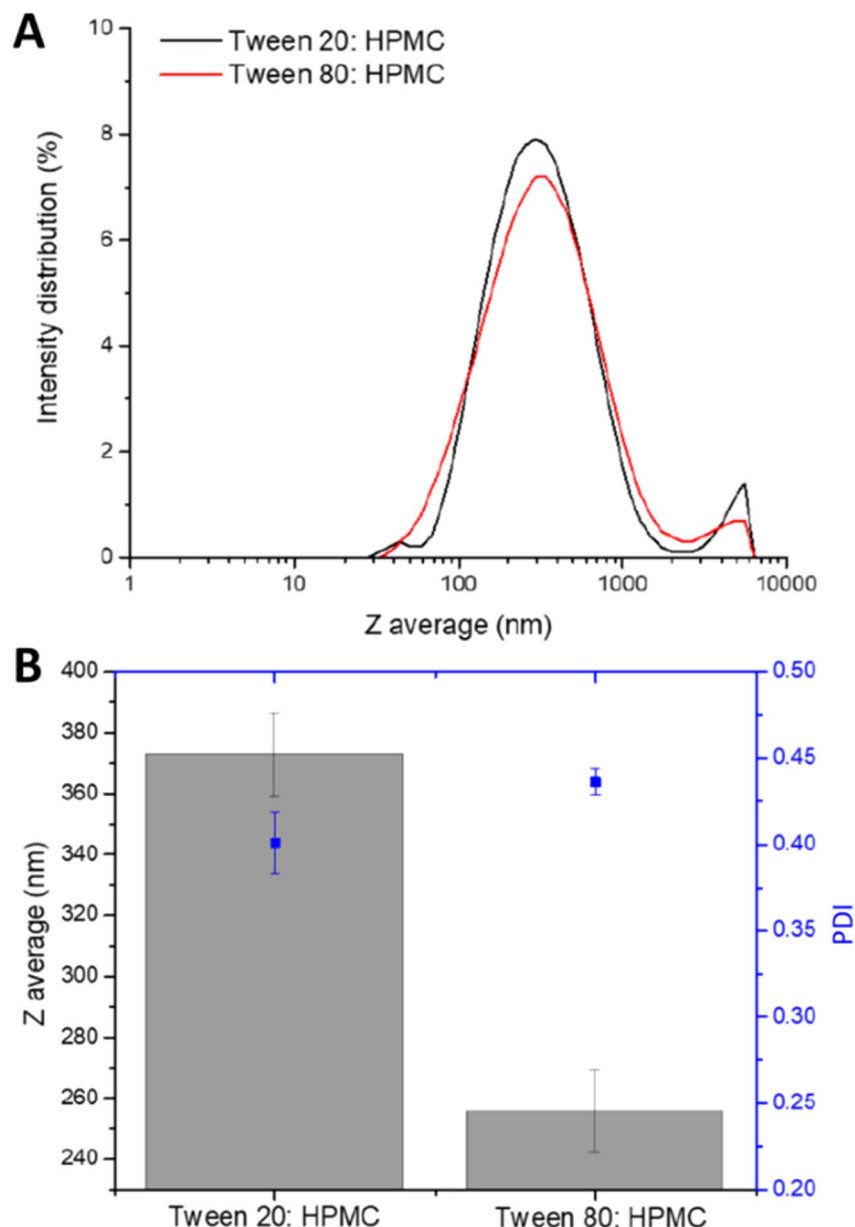 A
Tween 20: HPMC
Tween 80: HPMC
Intensity distribution (%)
10
8
6
4
2
0
1
10
100
1000
10000
Z average (nm)
B
Z average (nm)
400
380
360
340
320
300
280
260
240
0.50
0.45
0.40
0.35
0.30
0.25
0.20
PDI
Tween 20: HPMC
Tween 80: HPMC